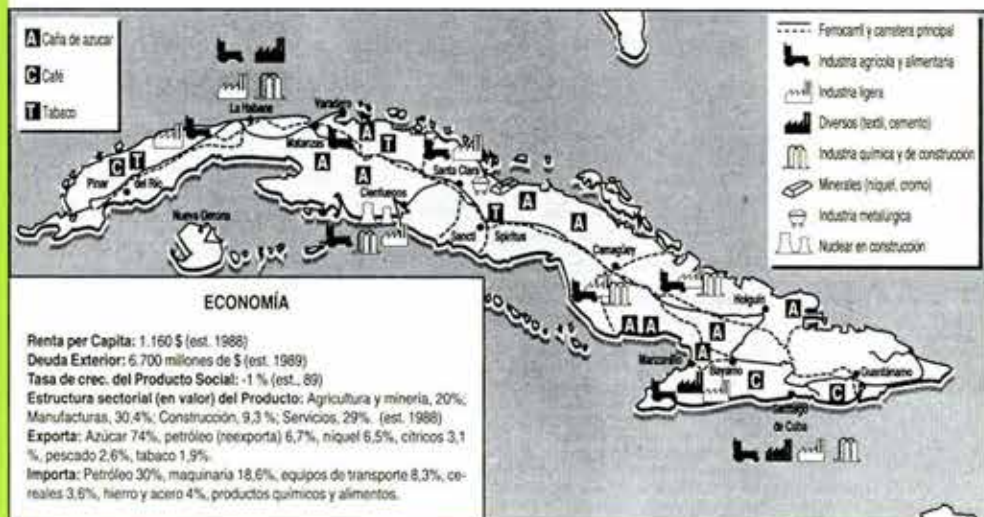 A Caña de azucar
C Café
T Tabaco
Ferrocarril y carretera principal
Industria agrícola y alimentaria
Industria ligera
Diversos (textil, cemento)
Industria química y de construcción
Minerales (níquel, cromo)
Industria metalúrgica
Nuclear en construcción
La Habana
Varadero
Matanzas
A
T
C T
A
A
Pinar del Río
Santa Clara
Cienfuegos
A
A
T
Nueva Gerona
Sancti Spíritus
Camagüey
Holguín
A
A A
A
A
Manzanillo
Bayamo
C
Guantánamo
C
Santiago
de Cuba
ECONOMÍA
Renta per Capita: 1.160 $ (est. 1988)
Deuda Exterior: 6.700 millones de $ (est. 1989)
Tasa de crec. del Producto Social: -1 % (est., 89)
Estructura sectorial (en valor) del Producto: Agricultura y minería, 20%;
Manufacturas, 30,4%; Construcción, 9,3 %; Servicios, 29%. (est. 1988)
Exporta: Azúcar 74%, petróleo (reexporta) 6,7%, níquel 6,5%, cítricos 3,1
%, pescado 2,6%, tabaco 1,9%.
Importa: Petróleo 30%, maquinaria 18,6%, equipos de transporte 8,3%, ce-
reales 3,6%, hierro y acero 4%, productos químicos y alimentos.